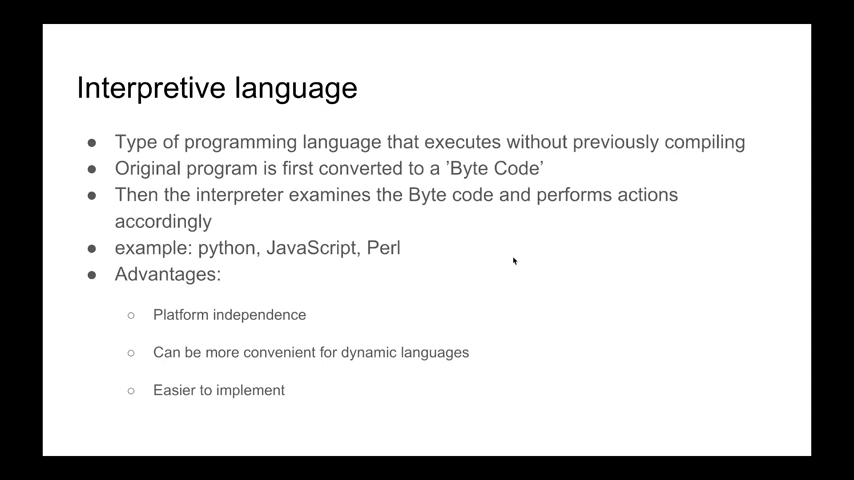 Interpretive language
● Type of programming language that executes without previously compiling
● Original program is first converted to a ’Byte Code’
● Then the interpreter examines the Byte code and performs actions
accordingly
● example: python, JavaScript, Perl
● Advantages:
○ Platform independence
○ Can be more convenient for dynamic languages
○ Easier to implement